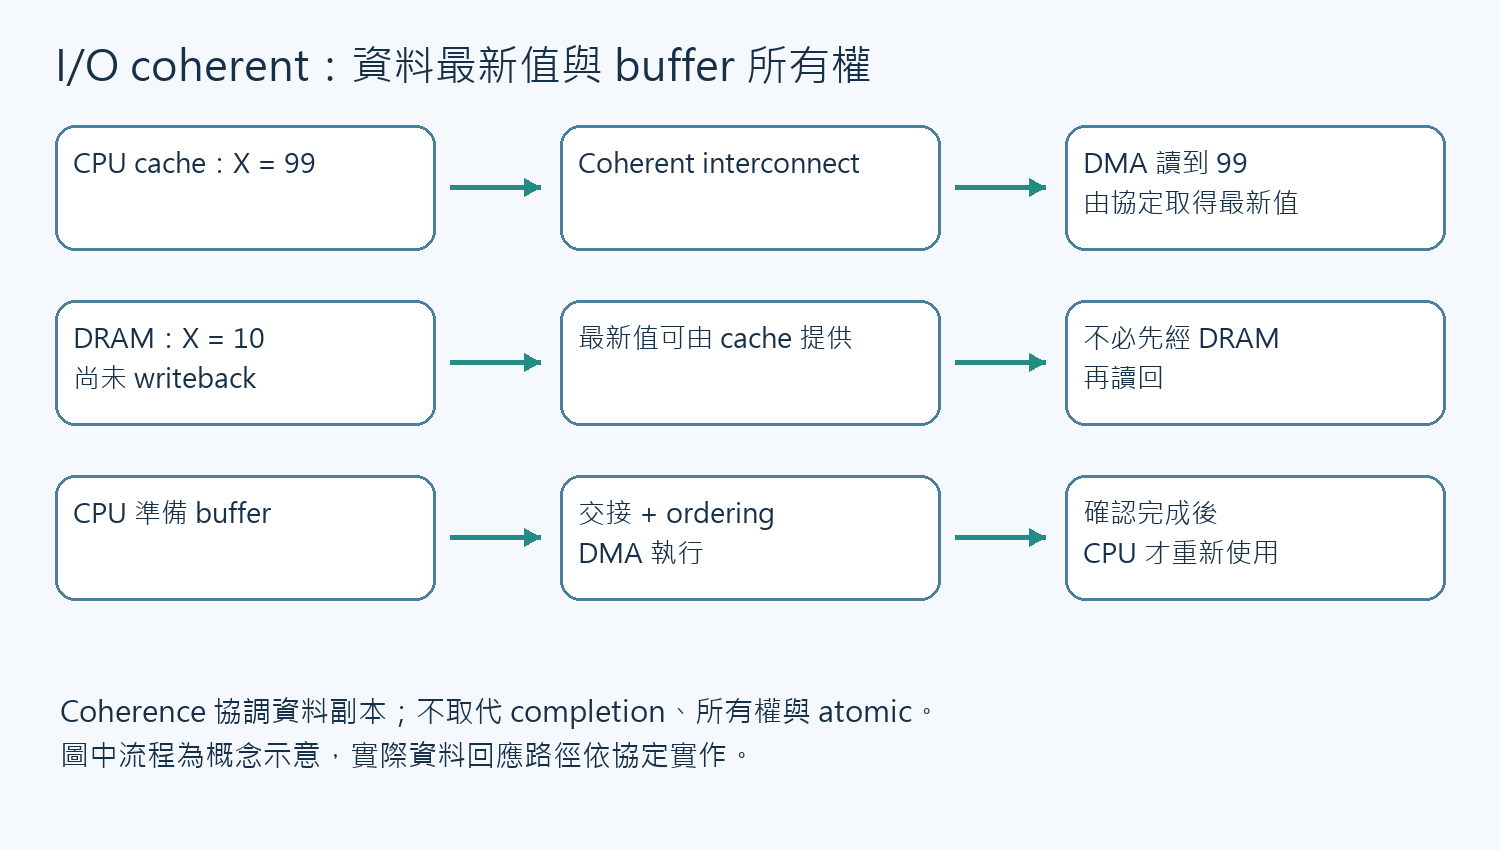 I/O coherent：資料最新值與 buffer 所有權
CPU cache：X = 99
Coherent interconnect
DMA 讀到 99
由協定取得最新值
DRAM：X = 10
尚未 writeback
最新值可由 cache 提供
不必先經 DRAM
再讀回
CPU 準備 buffer
交接 + ordering
DMA 執行
確認完成後
CPU 才重新使用
Coherence 協調資料副本；不取代 completion、所有權與 atomic。
圖中流程為概念示意，實際資料回應路徑依協定實作。